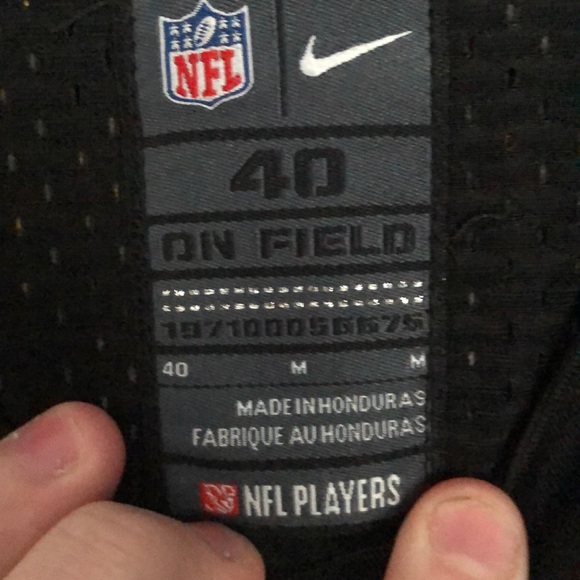 NFL
40
ON FIELD
40 M M
MADE IN HONDURAS
FABRIQUE AU HONDURAS
NFL PLAYERS